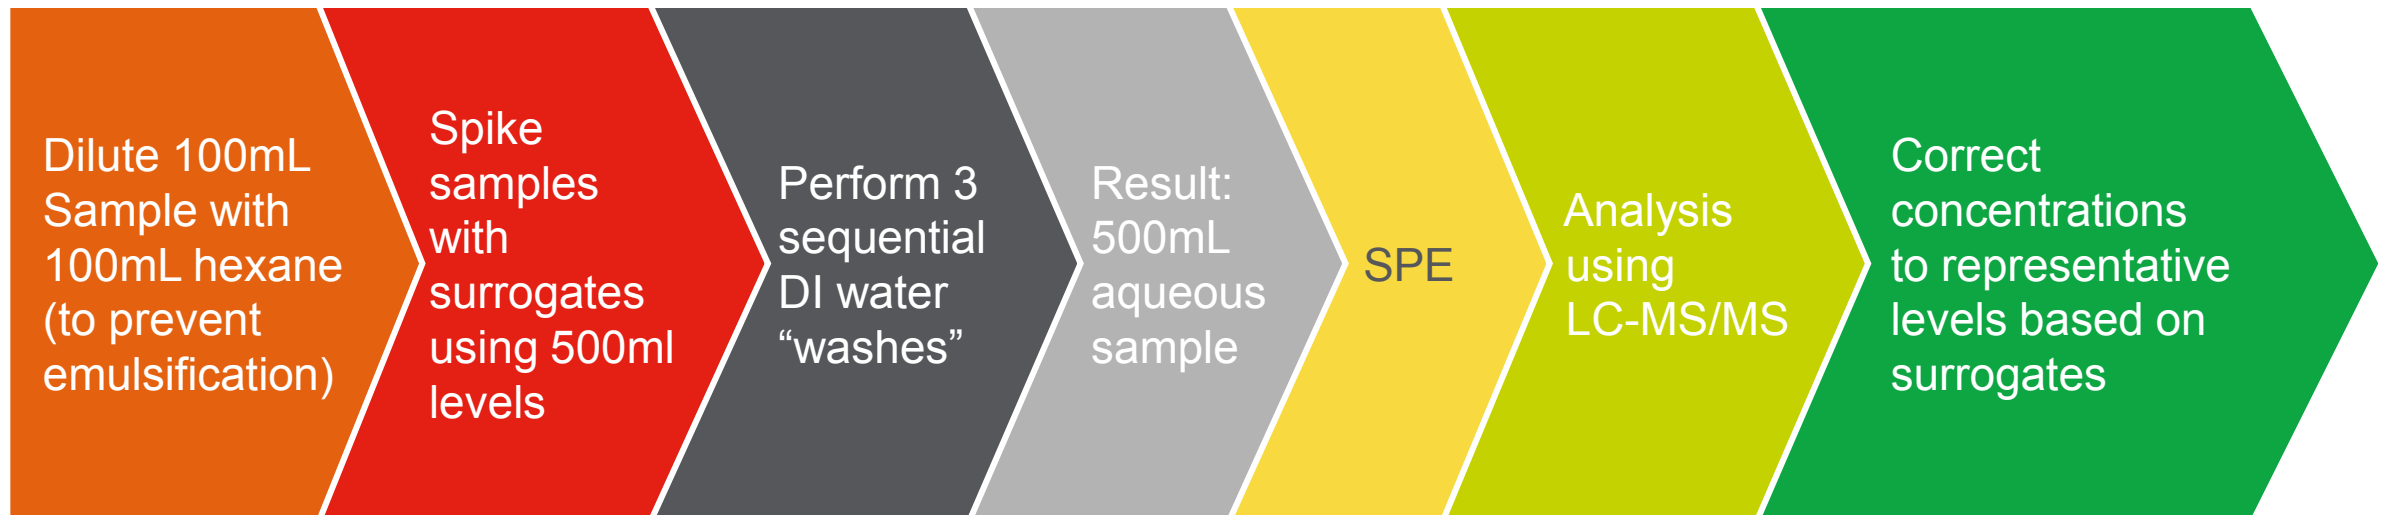 Dilute 100mL
Sample with
100mL hexane
(to prevent
emulsification)
Spike
samples
with
surrogates
using 500ml
levels
Perform 3
sequential
DI water
“washes”
Result:
500mL
aqueous
sample
SPE
Analysis
using
LC-MS/MS
Correct
concentrations
to representative
levels based on
surrogates